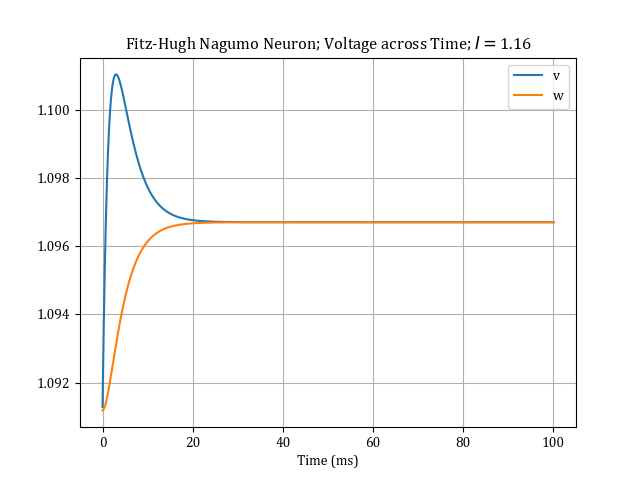 Fitz-Hugh Nagumo Neuron; Voltage across Time; I = 1.16
v
w
1.100
1.098
1.096
1.094
1.092
0 20 40 60 80 100
Time (ms)